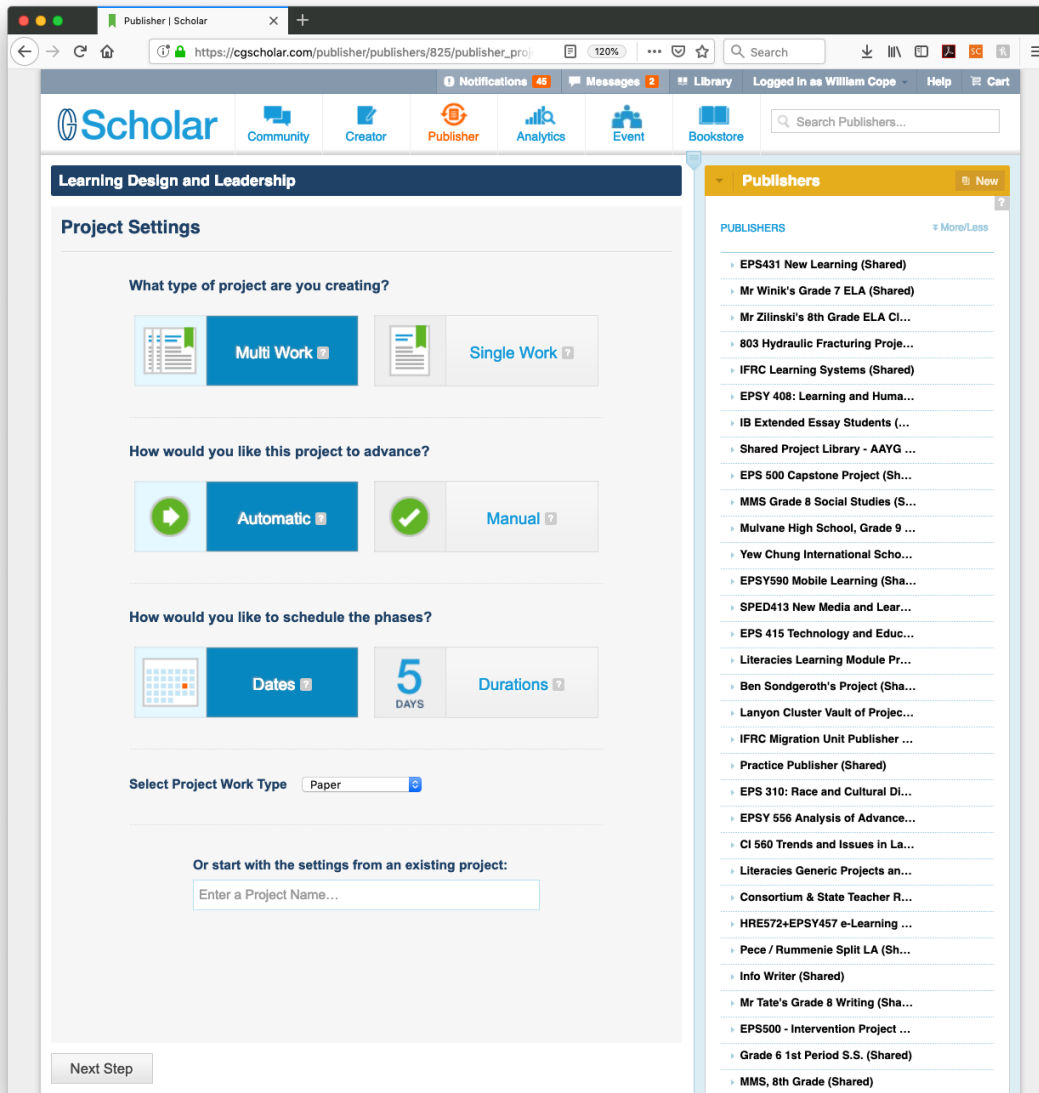 Publisher | Scholar
https://cgscholar.com/publisher/publishers/825/publisher_proj
120%
Search
Notifications 45
Messages 2
Library
Logged in as William Cope
Help
Cart
Scholar
Community
Creator
Publisher
Analytics
Event
Bookstore
Search Publishers...
Learning Design and Leadership
Project Settings
What type of project are you creating?
Multi Work ?
Single Work ?
How would you like this project to advance?
Automatic ?
Manual ?
How would you like to schedule the phases?
Dates ?
5
DAYS
Durations ?
Select Project Work Type
Paper
Or start with the settings from an existing project:
Enter a Project Name…
Next Step
Publishers
New
?
PUBLISHERS
More/Less
EPS431 New Learning (Shared)
Mr Winik's Grade 7 ELA (Shared)
Mr Zilinski's 8th Grade ELA Cl...
803 Hydraulic Fracturing Proje...
IFRC Learning Systems (Shared)
EPSY 408: Learning and Huma...
IB Extended Essay Students (...
Shared Project Library - AAYG ...
EPS 500 Capstone Project (Sh...
MMS Grade 8 Social Studies (S...
Mulvane High School, Grade 9 ...
Yew Chung International Scho...
EPSY590 Mobile Learning (Sha...
SPED413 New Media and Lear...
EPS 415 Technology and Educ...
Literacies Learning Module Pr...
Ben Sondgeroth's Project (Sha...
Lanyon Cluster Vault of Projec...
IFRC Migration Unit Publisher ...
Practice Publisher (Shared)
EPS 310: Race and Cultural Di...
EPSY 556 Analysis of Advance...
CI 560 Trends and Issues in La...
Literacies Generic Projects an...
Consortium & State Teacher R...
HRE572+EPSY457 e-Learning ...
Pece / Rummenie Split LA (Sh...
Info Writer (Shared)
Mr Tate's Grade 8 Writing (Sha...
EPS500 - Intervention Project ...
Grade 6 1st Period S.S. (Shared)
MMS, 8th Grade (Shared)